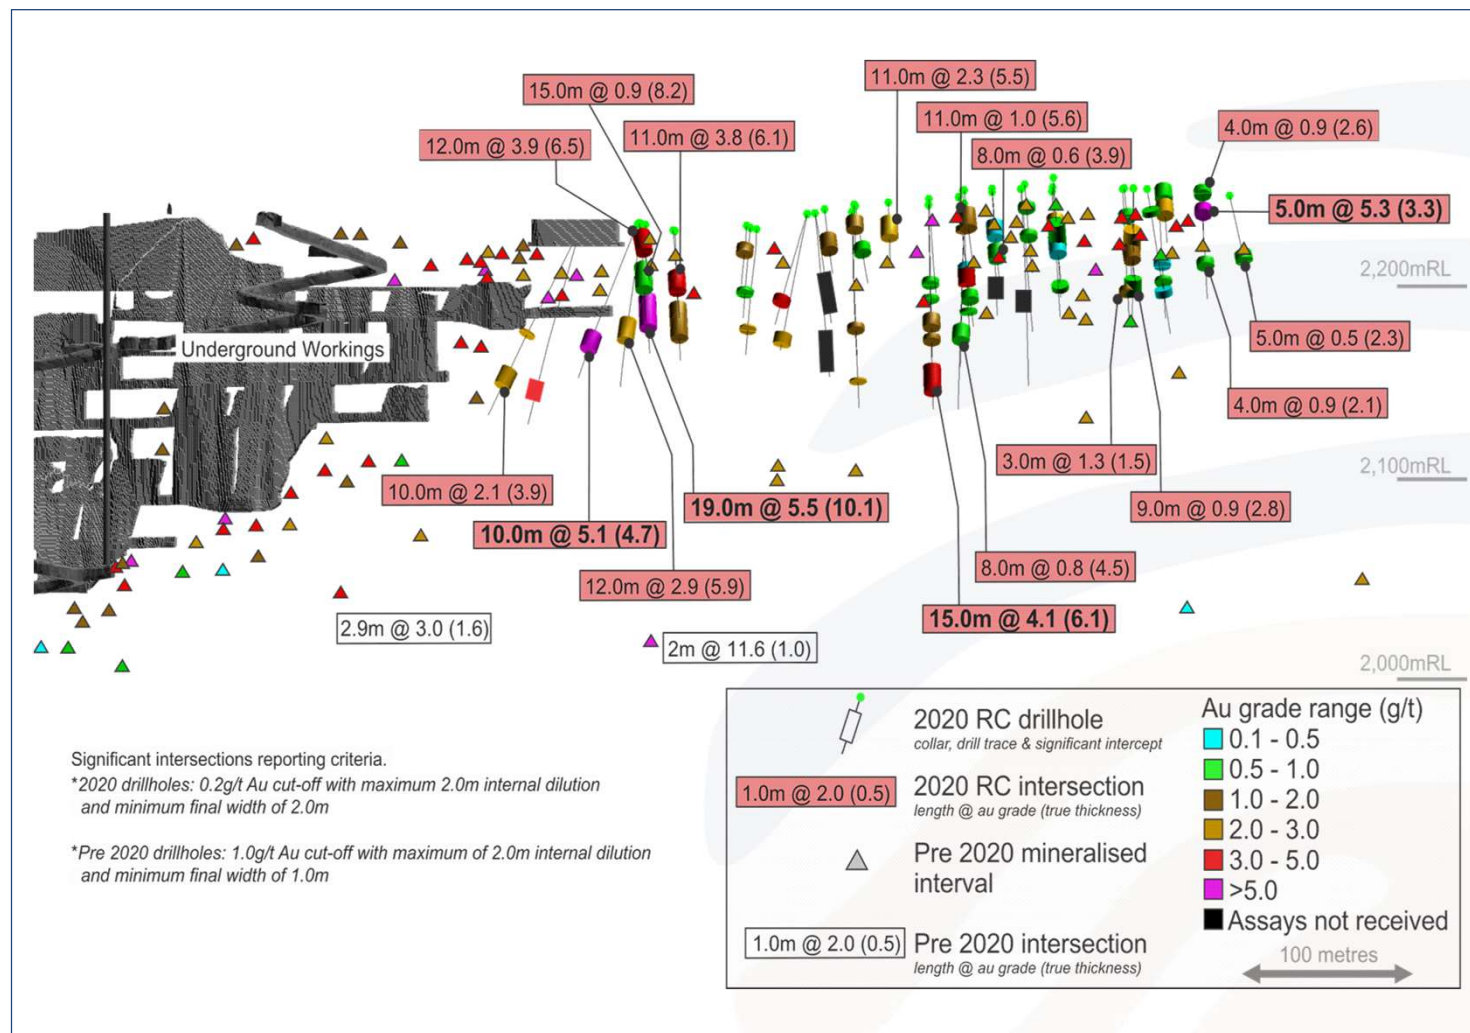 11.0m @ 2.3 (5.5)
15.0m @ 0.9 (8.2)
11.0m @ 1.0 (5.6)
4.0m @ 0.9 (2.6)
12.0m @ 3.9 (6.5)
11.0m @ 3.8 (6.1)
8.0m @ 0.6 (3.9)
5.0m @ 5.3 (3.3)
2,200mRL
Underground Workings
5.0m @ 0.5 (2.3)
4.0m @ 0.9 (2.1)
3.0m @ 1.3 (1.5)
2,100mRL
10.0m @ 2.1 (3.9)
19.0m @ 5.5 (10.1)
9.0m @ 0.9 (2.8)
10.0m @ 5.1 (4.7)
8.0m @ 0.8 (4.5)
12.0m @ 2.9 (5.9)
15.0m @ 4.1 (6.1)
2.9m @ 3.0 (1.6)
2m @ 11.6 (1.0)
2,000mRL
Significant intersections reporting criteria.
*2020 drillholes: 0.2g/t Au cut-off with maximum 2.0m internal dilution
and minimum final width of 2.0m
*Pre 2020 drillholes: 1.0g/t Au cut-off with maximum of 2.0m internal dilution
and minimum final width of 1.0m
2020 RC drillhole
collar, drill trace & significant intercept
1.0m @ 2.0 (0.5)
2020 RC intersection
length @ au grade (true thickness)
Pre 2020 mineralised
interval
1.0m @ 2.0 (0.5)
Pre 2020 intersection
length @ au grade (true thickness)
Au grade range (g/t)
0.1 - 0.5
0.5 - 1.0
1.0 - 2.0
2.0 - 3.0
3.0 - 5.0
>5.0
Assays not received
100 metres